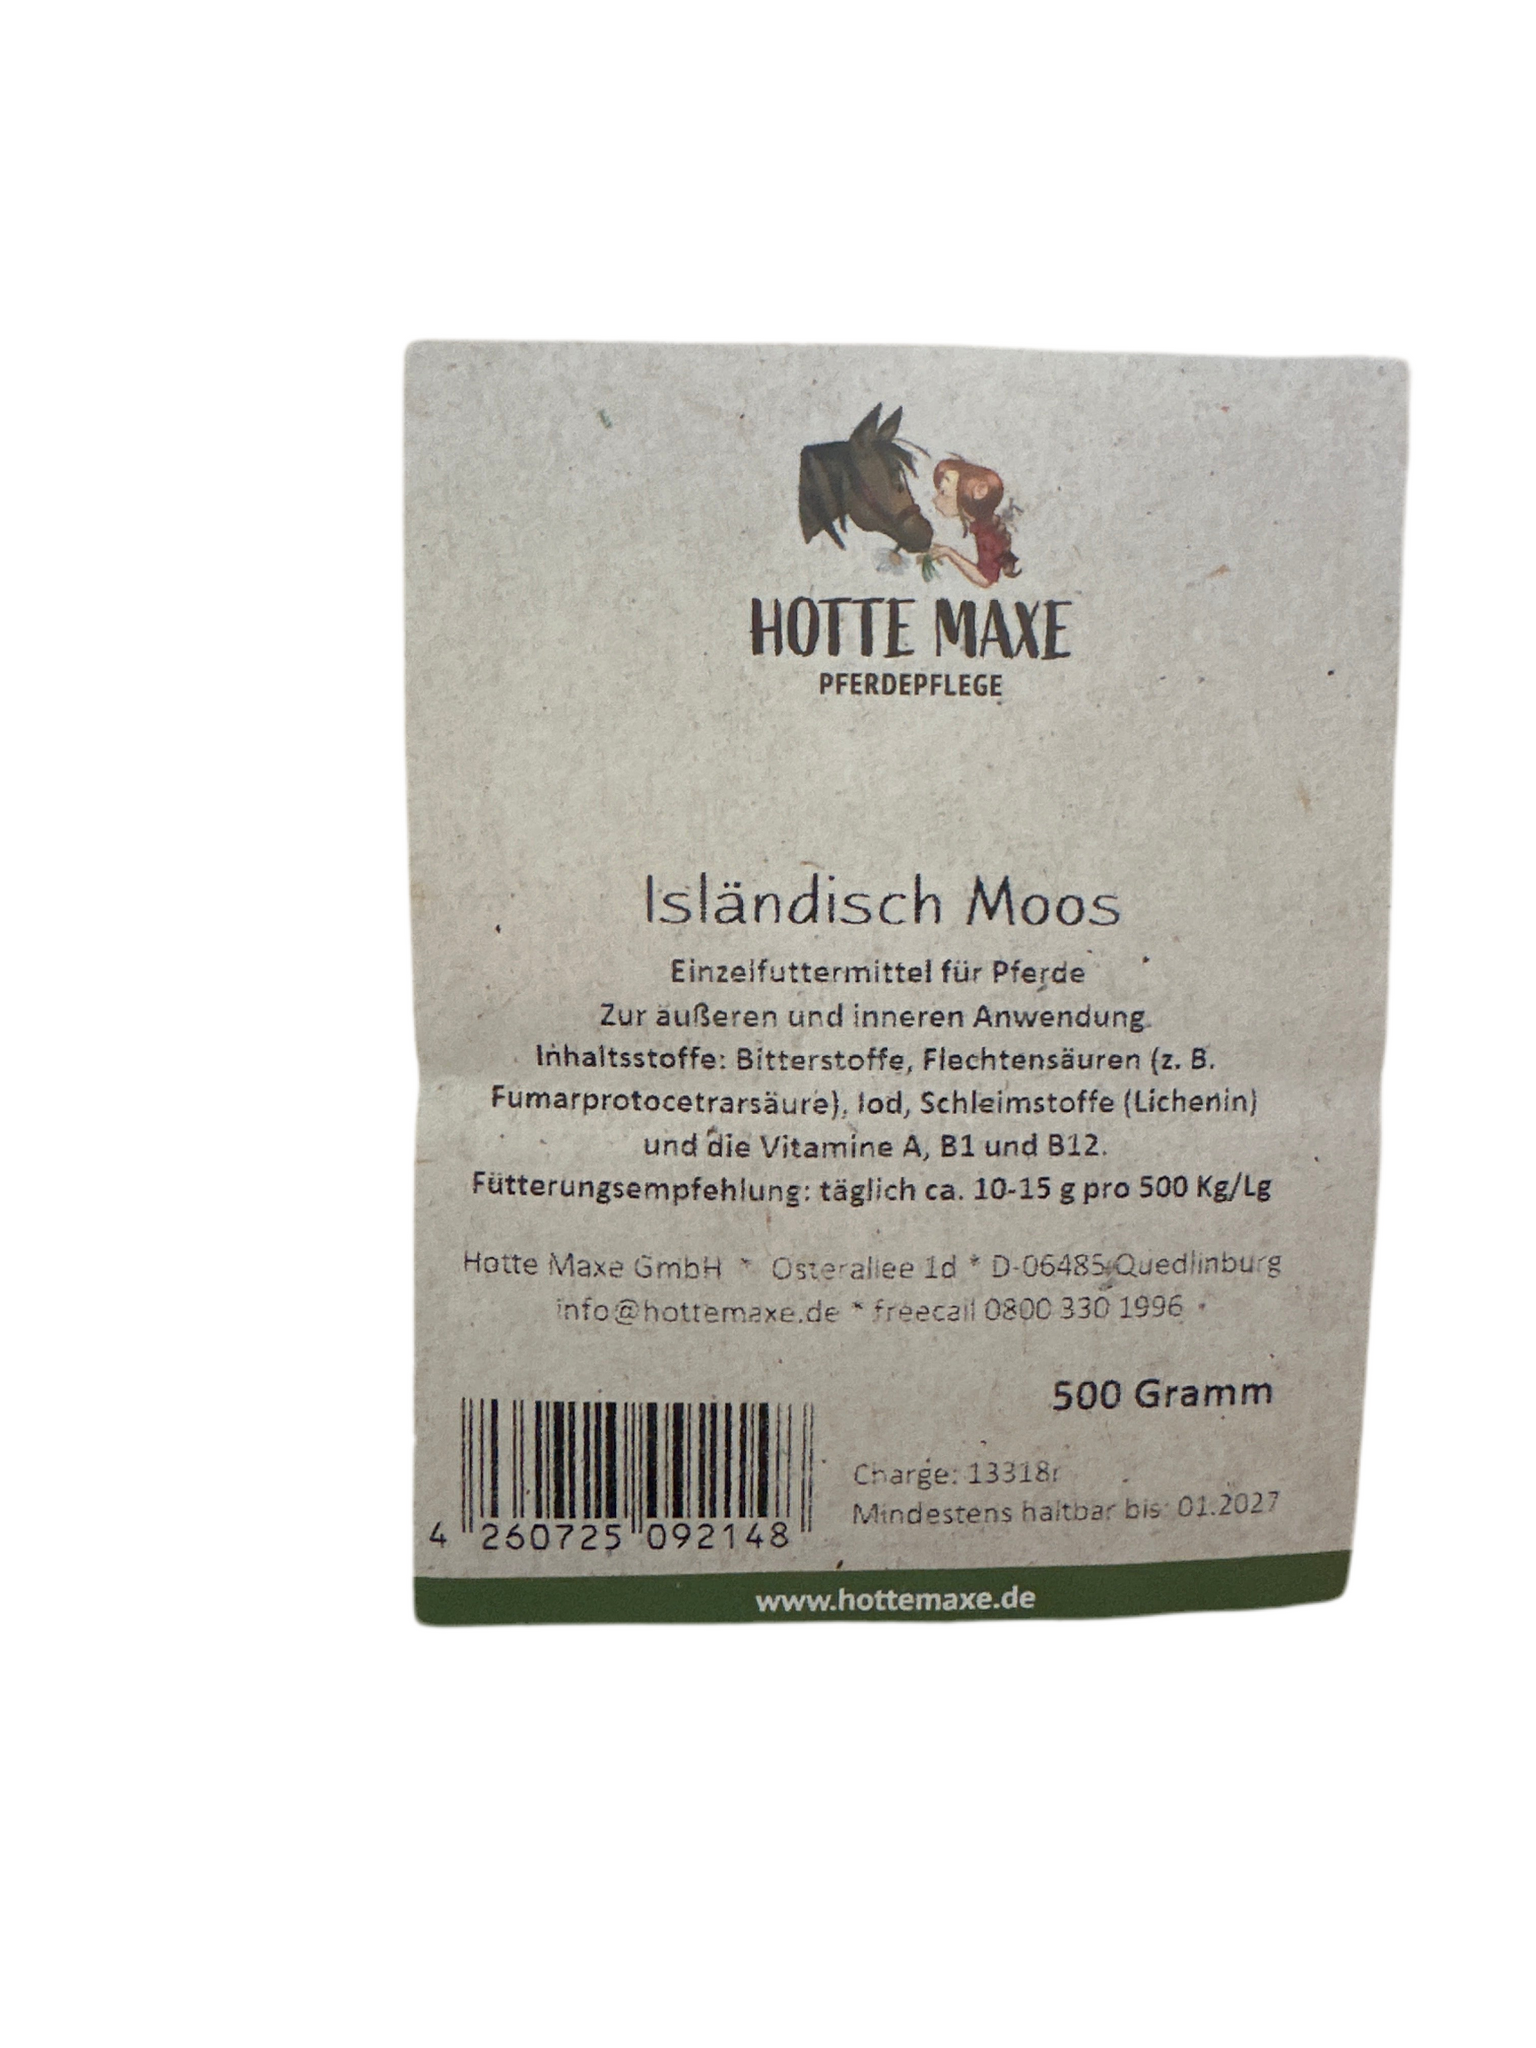 HOTTE MAXE
PFERDEPFLEGE
Isländisch Moos
Einzelfuttermittel für Pferde
Zur äußeren und inneren Anwendung.
Inhaltsstoffe: Bitterstoffe, Flechtensäuren (z. B.
Fumarprotocetrarsäure), Iod, Schleimstoffe (Lichenin)
und die Vitamine A, B1 und B12.
Fütterungsempfehlung: täglich ca. 10-15 g pro 500 Kg/Lg
Hotte Maxe GmbH * Osterallee 1d * D-06485 Quedlinburg
info@hottemaxe.de * freecall 0800 330 1996
500 Gramm
Charge: 13318r
Mindestens haltbar bis: 01.2027
4 260725 092148
www.hottemaxe.de